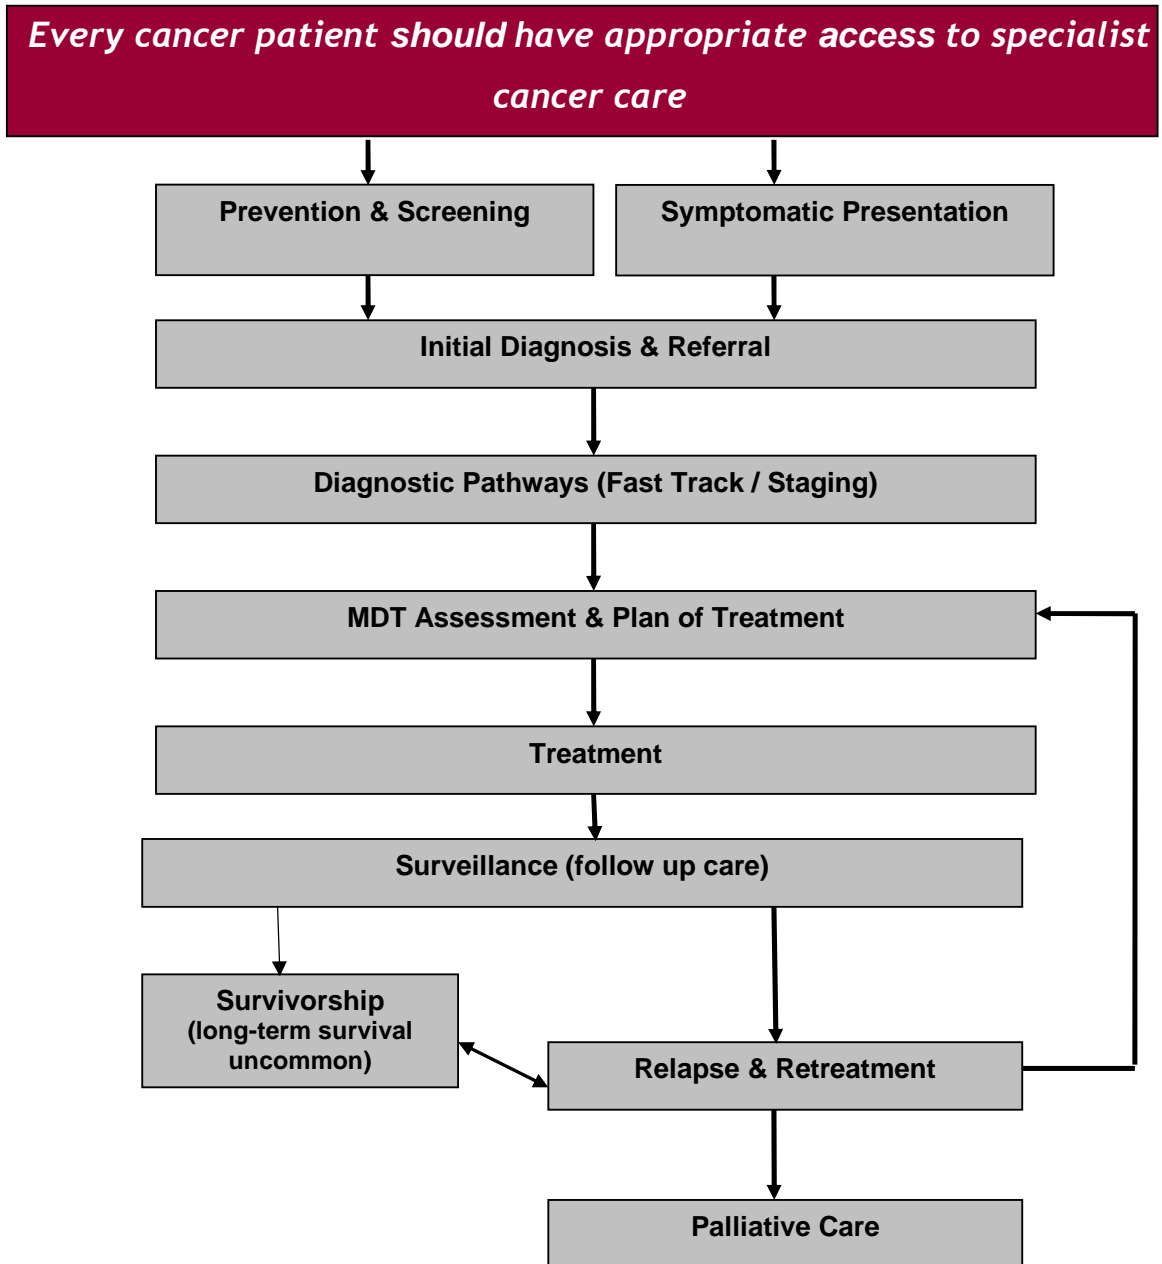 Every cancer patient should have appropriate access to specialist
cancer care
Prevention & Screening
Symptomatic Presentation
Initial Diagnosis & Referral
Diagnostic Pathways (Fast Track / Staging)
MDT Assessment & Plan of Treatment
Treatment
Surveillance (follow up care)
Survivorship
(long-term survival
uncommon)
Relapse & Retreatment
Palliative Care